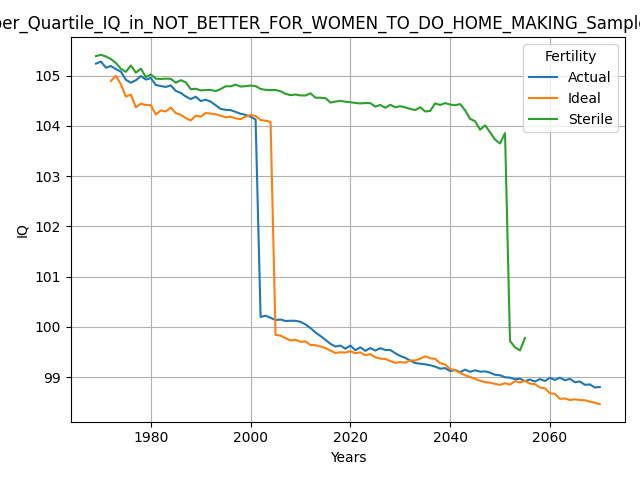 per_Quartile_IQ_in_NOT_BETTER_FOR_WOMEN_TO_DO_HOME_MAKING_Sample
Fertility
Actual
Ideal
Sterile
IQ
105
104
103
102
101
100
99
1980 2000 2020 2040 2060
Years